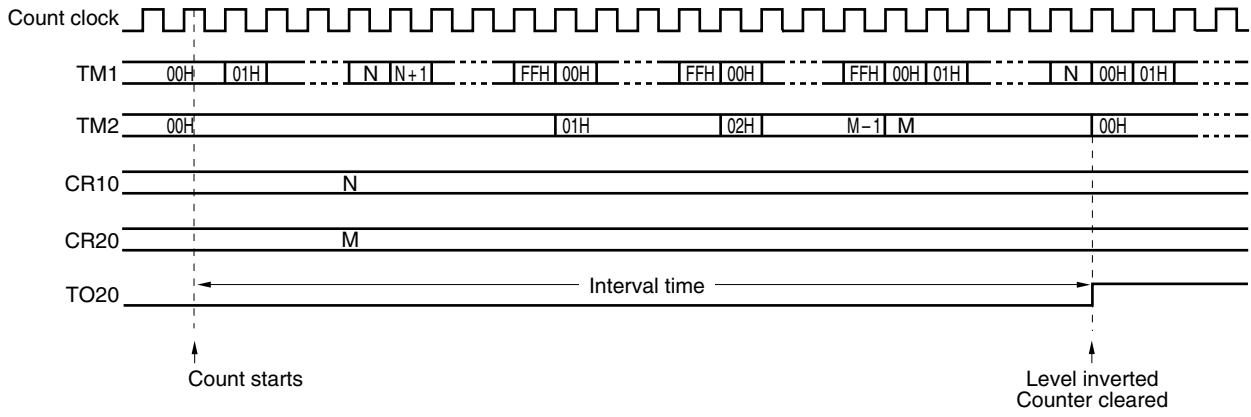 Count clock
TM1 00H 01H N N+1 FFH 00H FFH 00H FFH 00H 01H N 00H 01H
TM2 00H 01H 02H M-1 M 00H
CR10 N
CR20 M
TO20 Interval time
Count starts
Level inverted
Counter cleared